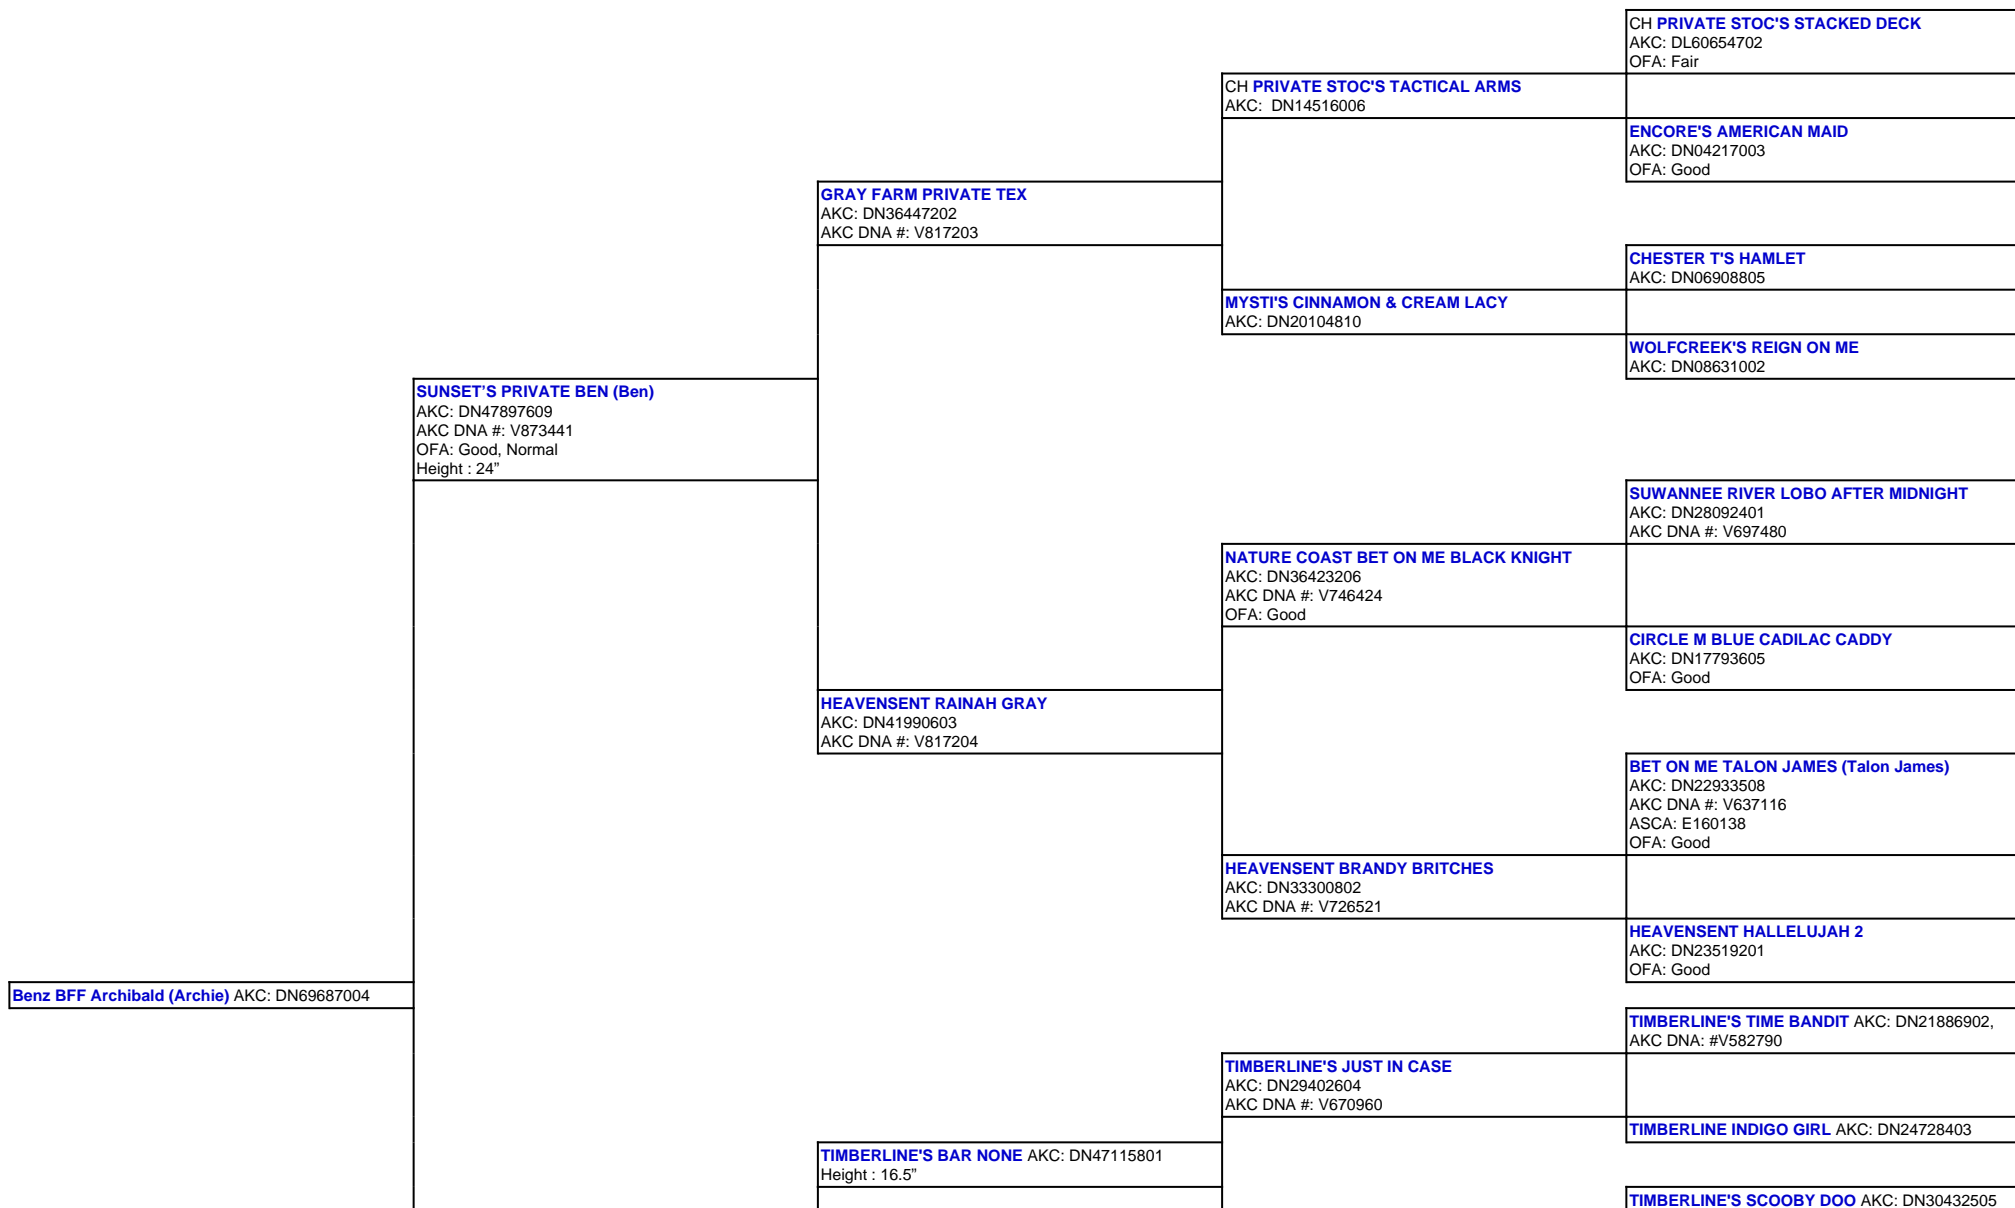 CH PRIVATE STOC'S STACKED DECK
AKC: DL60654702
OFA: Fair
CH PRIVATE STOC'S TACTICAL ARMS
AKC:  DN14516006
ENCORE'S AMERICAN MAID
AKC: DN04217003
OFA: Good
GRAY FARM PRIVATE TEX
AKC: DN36447202
AKC DNA #: V817203
CHESTER T'S HAMLET
AKC: DN06908805
MYSTI'S CINNAMON & CREAM LACY
AKC: DN20104810
WOLFCREEK'S REIGN ON ME
AKC: DN08631002
SUNSET’S PRIVATE BEN (Ben)
AKC: DN47897609
AKC DNA #: V873441
OFA: Good, Normal
Height : 24”
SUWANNEE RIVER LOBO AFTER MIDNIGHT
AKC: DN28092401
AKC DNA #: V697480
NATURE COAST BET ON ME BLACK KNIGHT
AKC: DN36423206
AKC DNA #: V746424
OFA: Good
CIRCLE M BLUE CADILAC CADDY
AKC: DN17793605
OFA: Good
HEAVENSENT RAINAH GRAY
AKC: DN41990603
AKC DNA #: V817204
BET ON ME TALON JAMES (Talon James)
AKC: DN22933508
AKC DNA #: V637116
ASCA: E160138
OFA: Good
HEAVENSENT BRANDY BRITCHES
AKC: DN33300802
AKC DNA #: V726521
HEAVENSENT HALLELUJAH 2
AKC: DN23519201
OFA: Good
Benz BFF Archibald (Archie) AKC: DN69687004
TIMBERLINE'S TIME BANDIT AKC: DN21886902,
AKC DNA: #V582790
TIMBERLINE'S JUST IN CASE
AKC: DN29402604
AKC DNA #: V670960
TIMBERLINE INDIGO GIRL AKC: DN24728403
TIMBERLINE'S BAR NONE AKC: DN47115801
Height : 16.5”
TIMBERLINE'S SCOOBY DOO AKC: DN30432505